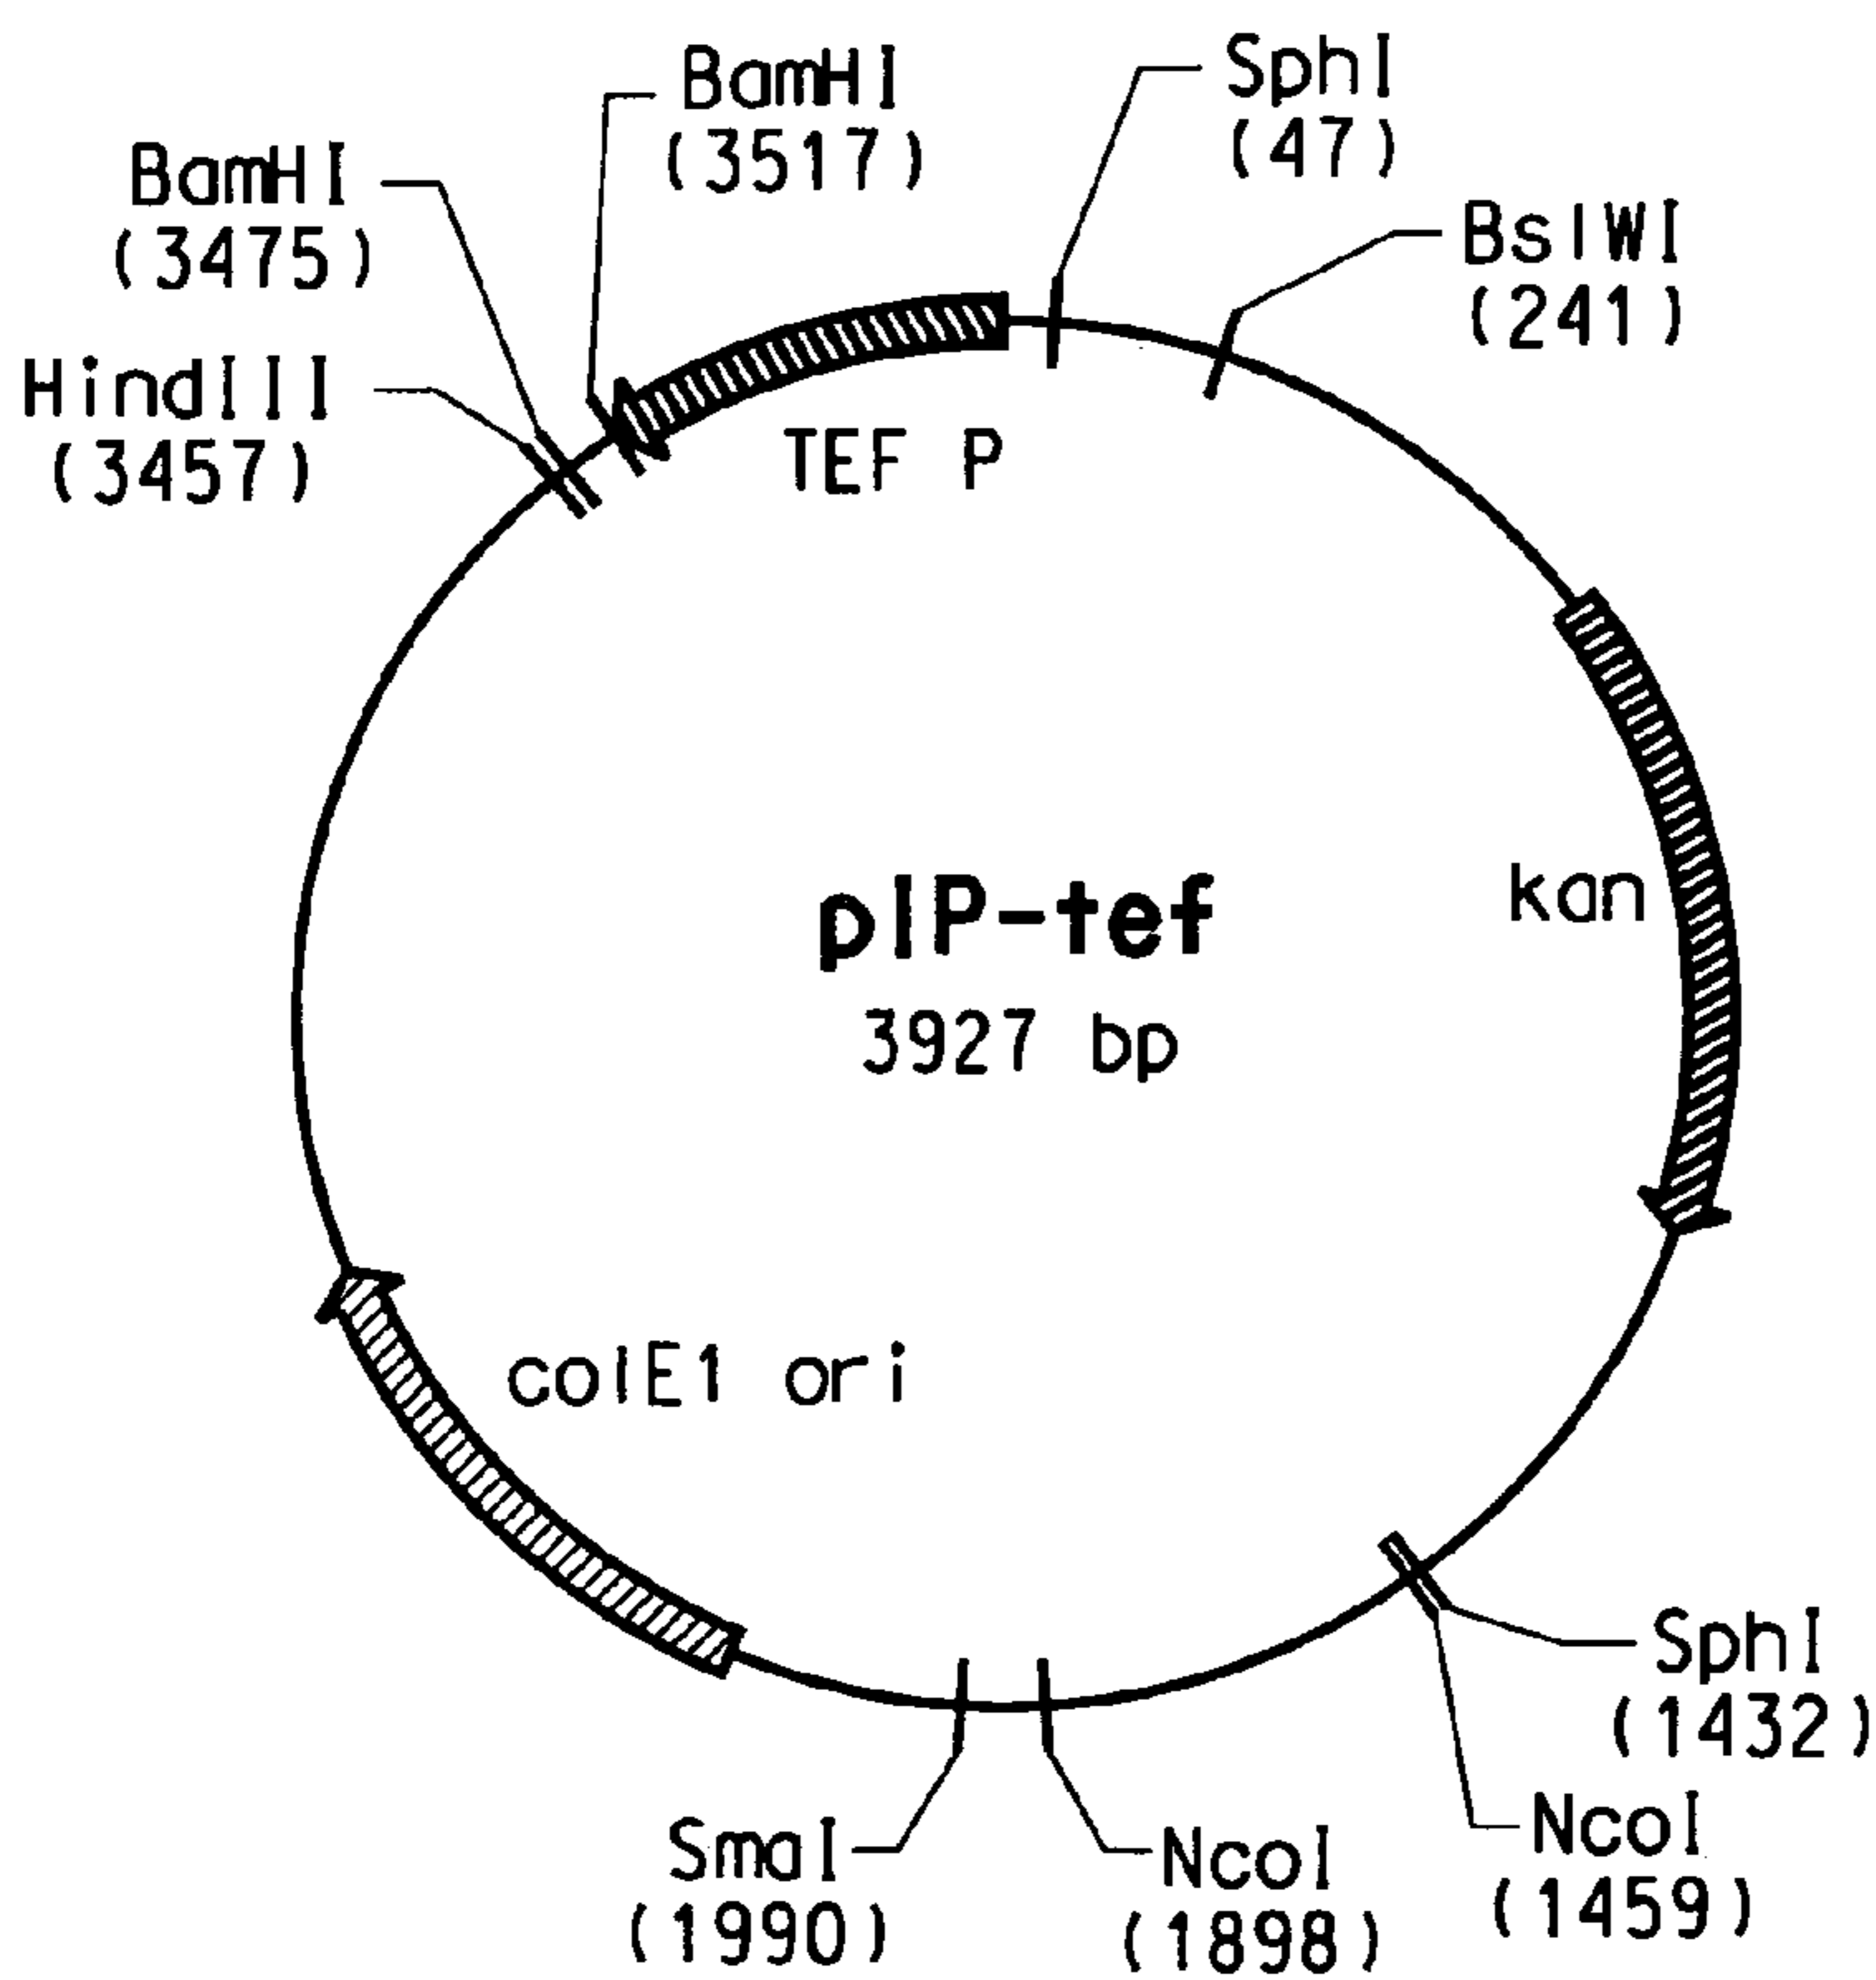 BamHI
(3517)
SphI
(47)
BamHI
(3475)
BslWI
(241)
HindIII
(3457)
TEF P
kan
pIP-tef
3927 bp
colE1 ori
SphI
(1432)
NcoI
(1459)
SmaI
(1990)
NcoI
(1898)